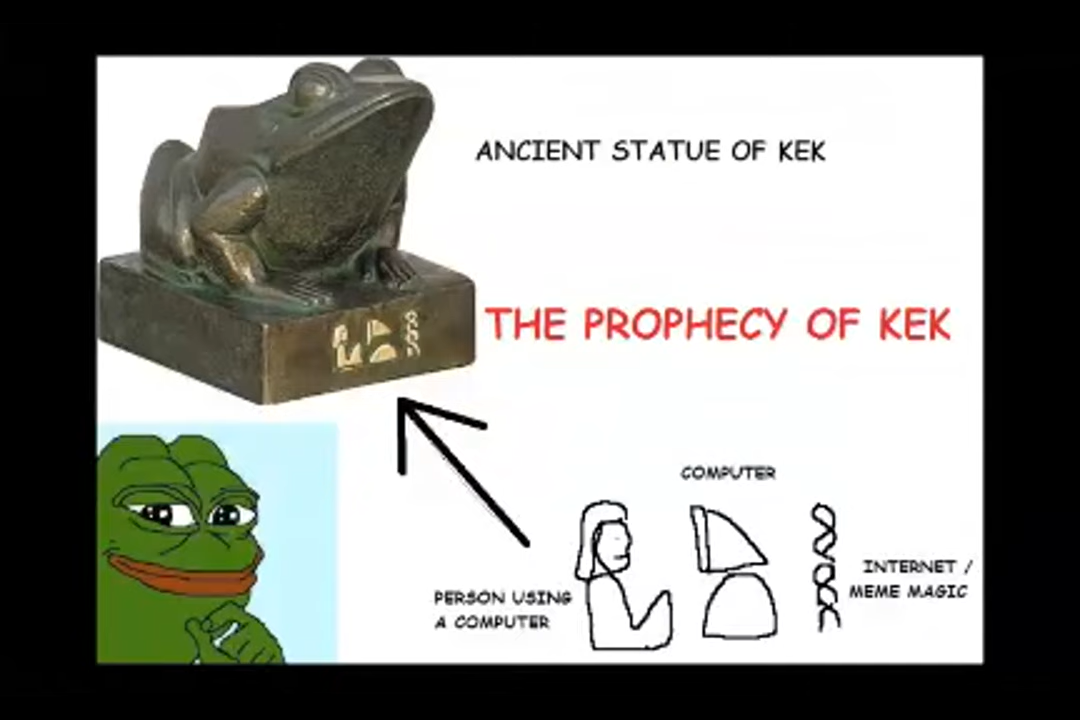 ANCIENT STATUE OF KEK
THE PROPHECY OF KEK
COMPUTER
PERSON USING
A COMPUTER
INTERNET /
MEME MAGIC